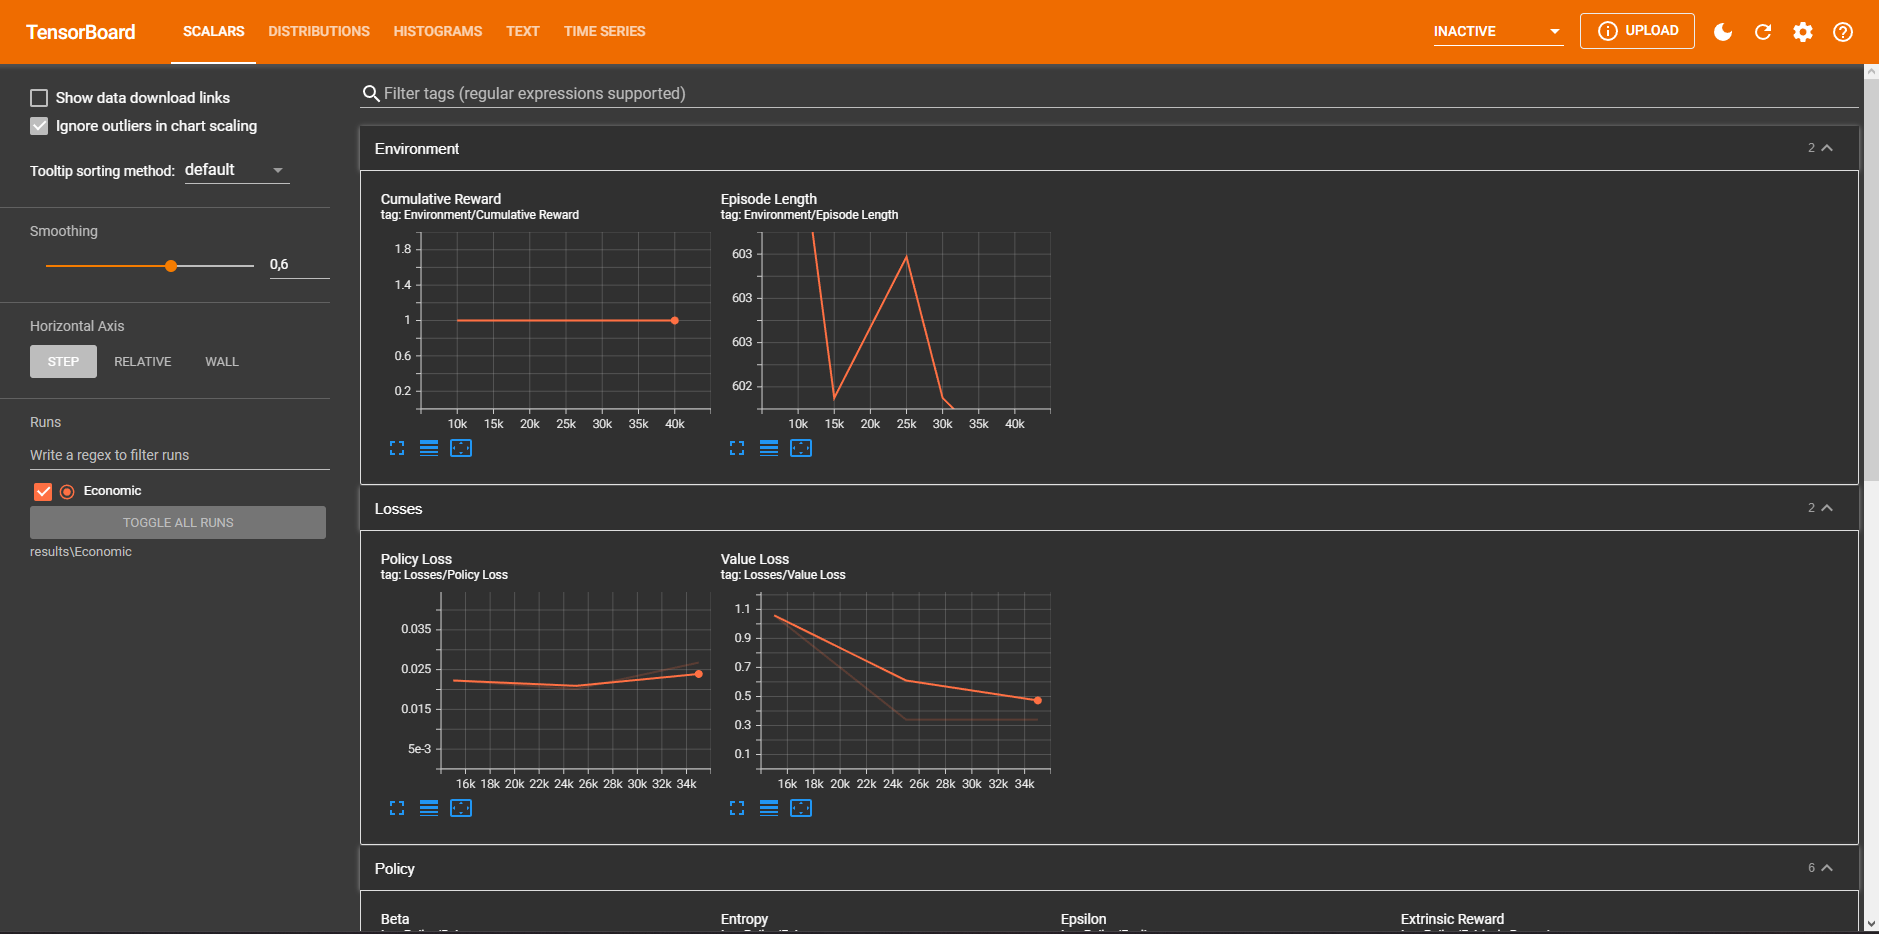 TensorBoard
SCALARS DISTRIBUTIONS HISTOGRAMS TEXT TIME SERIES
INACTIVE
UPLOAD
Show data download links
Ignore outliers in chart scaling
Tooltip sorting method: default
Smoothing
0,6
Horizontal Axis
STEP RELATIVE WALL
Runs
Write a regex to filter runs
Economic
TOGGLE ALL RUNS
results\Economic
Filter tags (regular expressions supported)
Environment 2
Cumulative Reward
tag: Environment/Cumulative Reward
1.8
1.4
1
0.6
0.2
10k 15k 20k 25k 30k 35k 40k
Episode Length
tag: Environment/Episode Length
603
603
603
602
10k 15k 20k 25k 30k 35k 40k
Losses 2
Policy Loss
tag: Losses/Policy Loss
0.035
0.025
0.015
5e-3
16k 18k 20k 22k 24k 26k 28k 30k 32k 34k
Value Loss
tag: Losses/Value Loss
1.1
0.9
0.7
0.5
0.3
0.1
16k 18k 20k 22k 24k 26k 28k 30k 32k 34k
Policy 6
Beta
Entropy
Epsilon
Extrinsic Reward